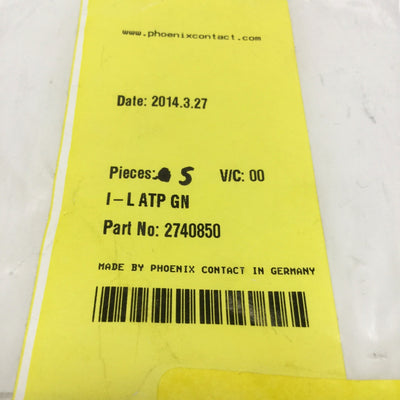 www.phoenixcontact.com
Date: 2014.3.27
Pieces: 5 V/C: 00
I-L ATP GN
Part No: 2740850
MADE BY PHOENIX CONTACT IN GERMANY